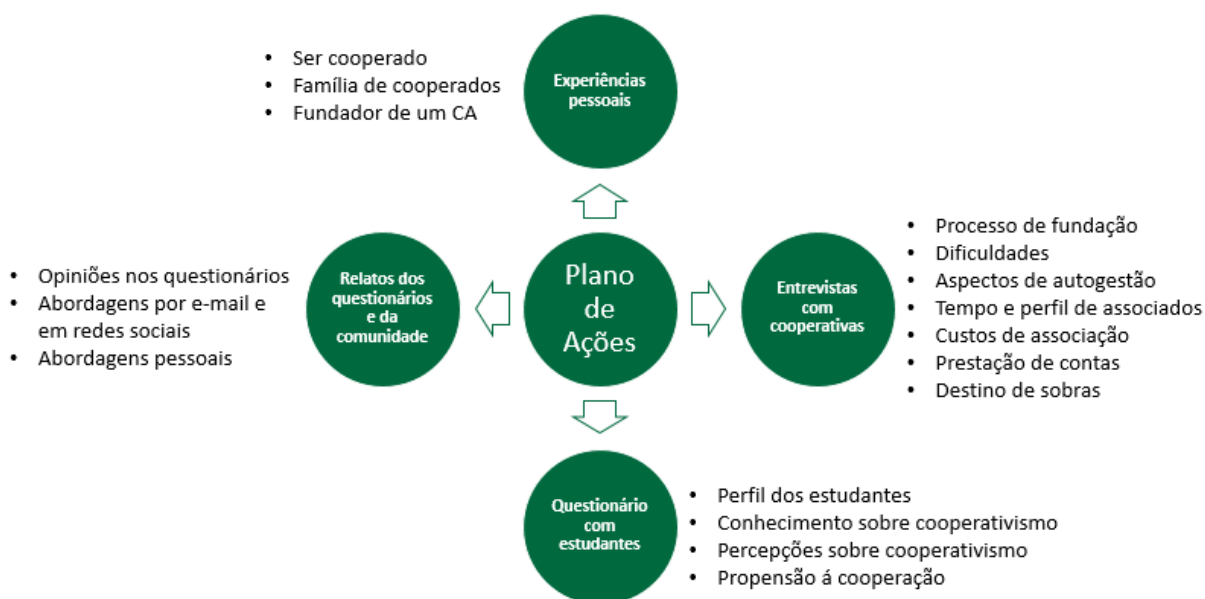 • Ser cooperado
• Família de cooperados
• Fundador de um CA
Experiências
pessoais
• Opiniões nos questionários
• Abordagens por e-mail e
em redes sociais
• Abordagens pessoais
Relatos dos
questionários
e da
comunidade
Plano
de
Ações
Entrevistas
com
cooperativas
• Processo de fundação
• Dificuldades
• Aspectos de autogestão
• Tempo e perfil de associados
• Custos de associação
• Prestação de contas
• Destino de sobras
Questionário
com
estudantes
• Perfil dos estudantes
• Conhecimento sobre cooperativismo
• Percepções sobre cooperativismo
• Propensão á cooperação